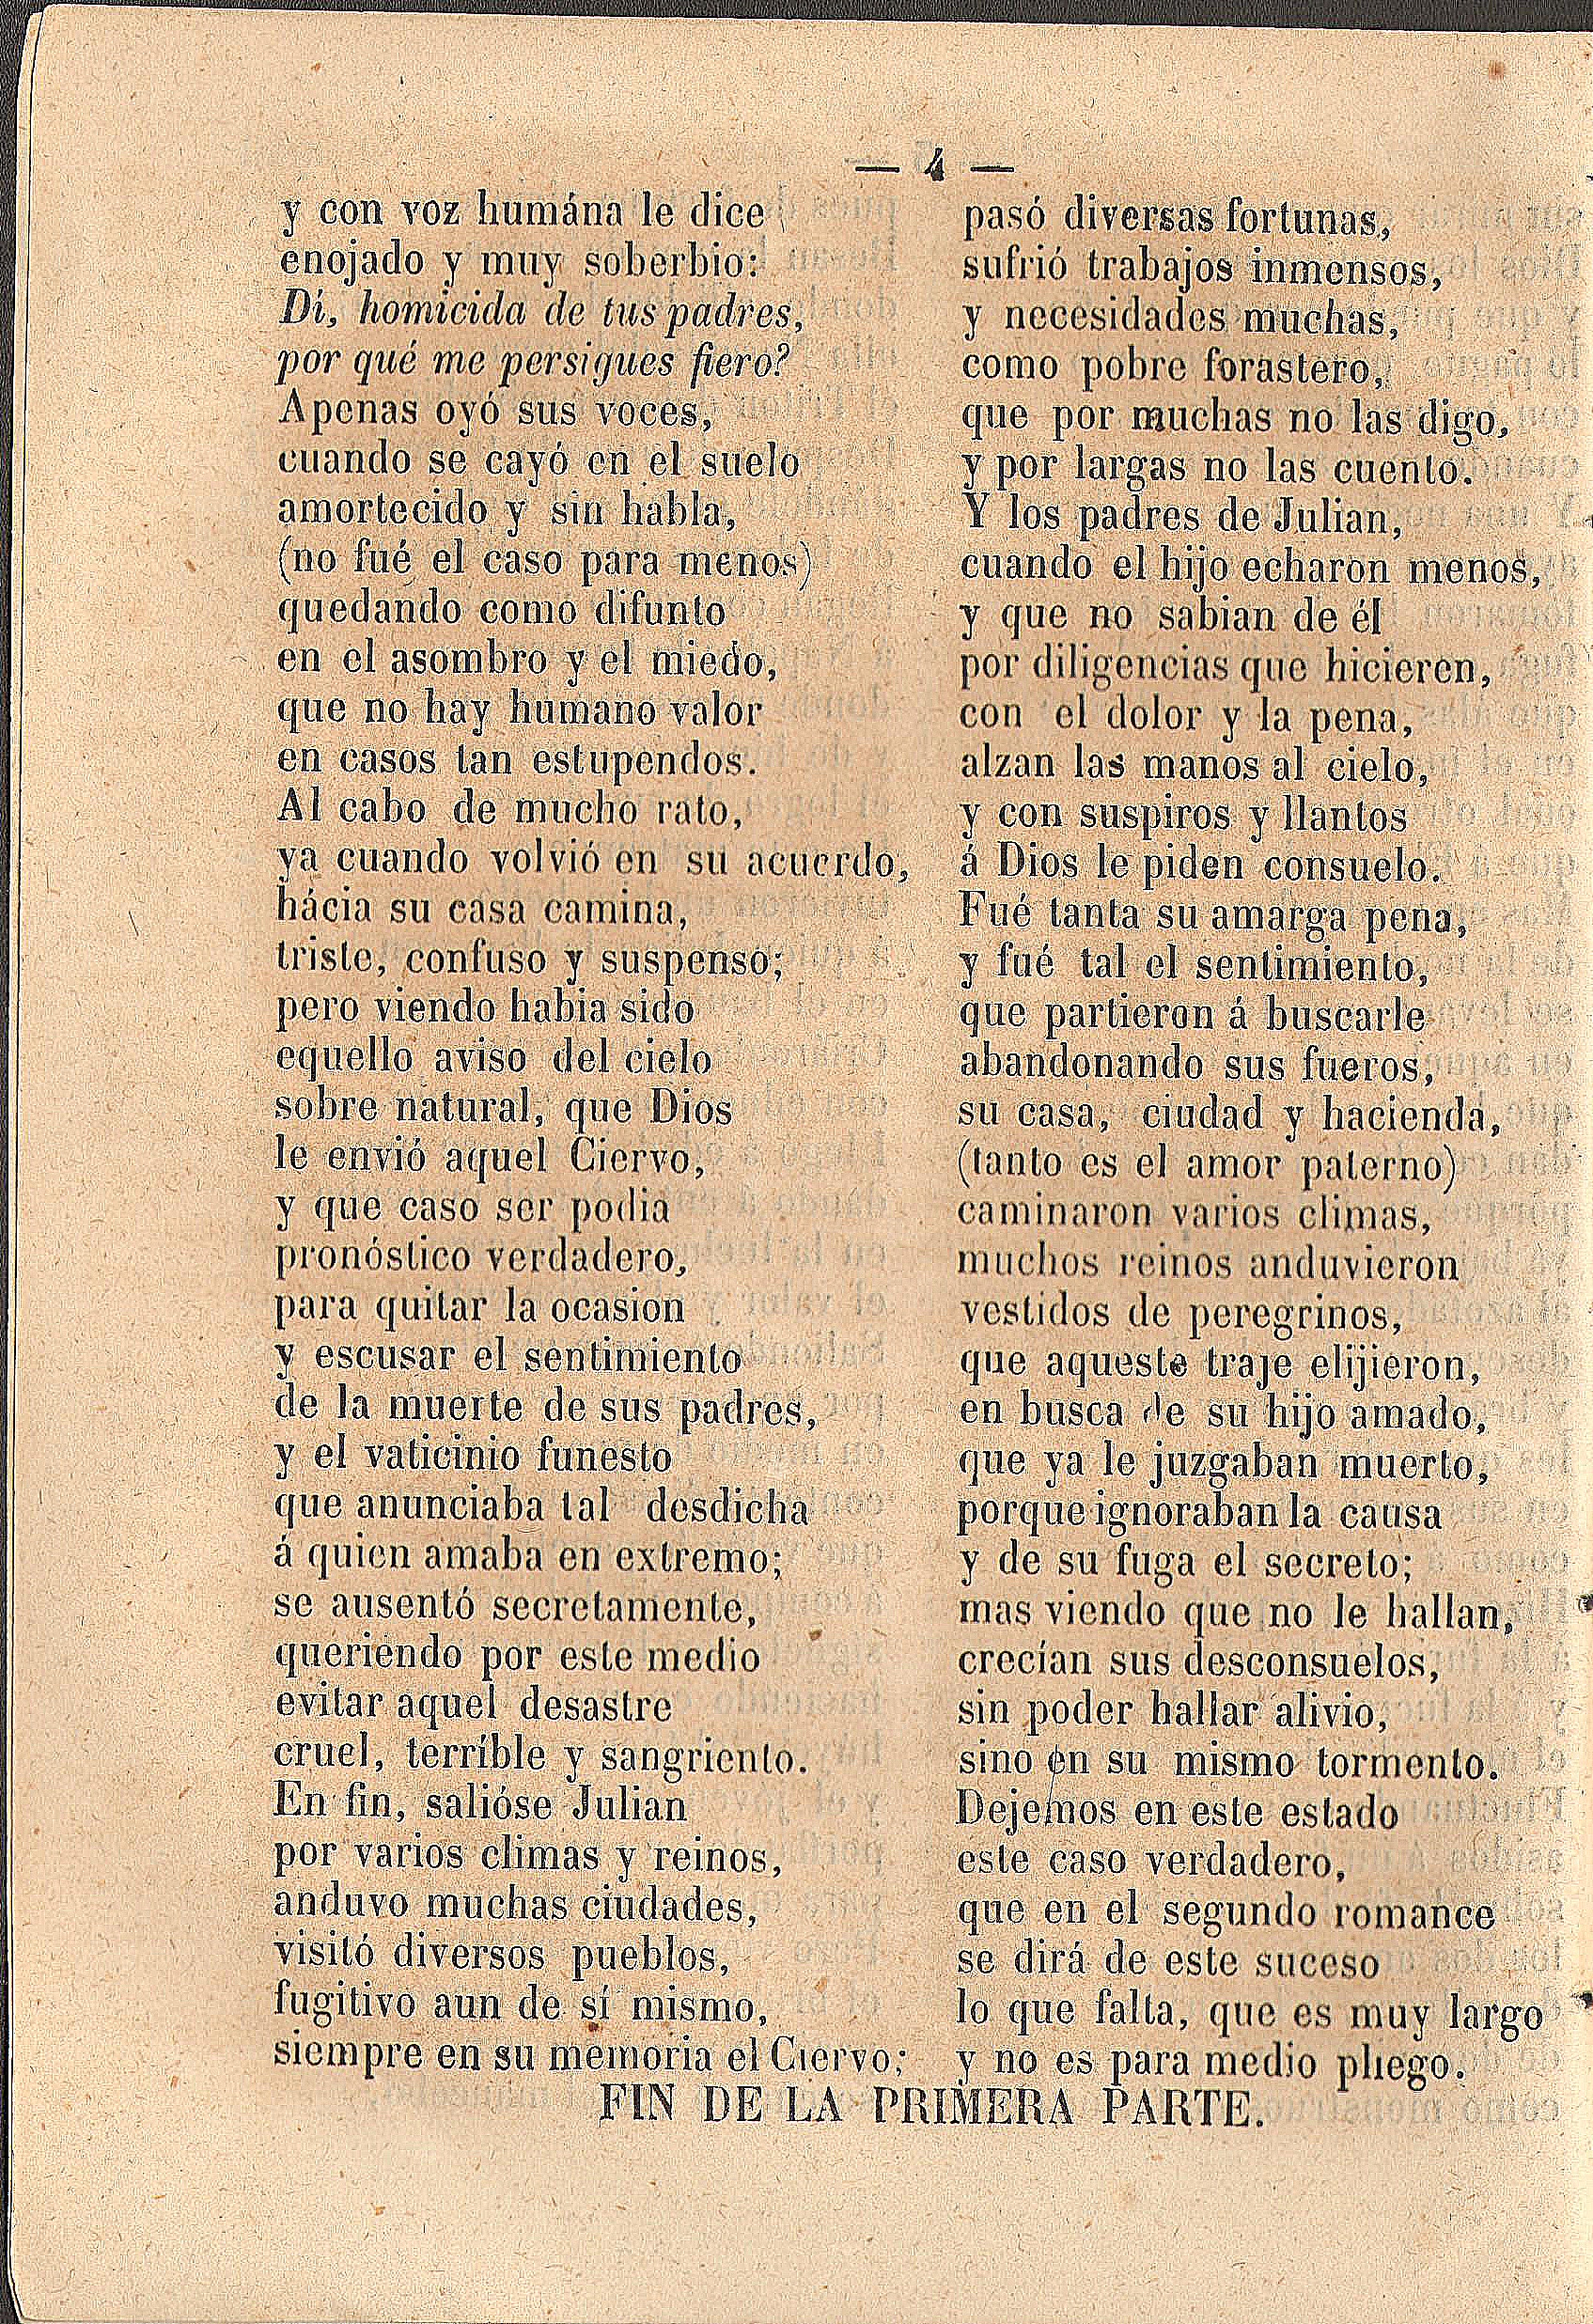 — 4 —
y con voz humána le dice
enojado y muy soberbio:
Di, homicida de tus padres,
por qué me persigues fiero?
Apenas oyó sus voces,
cuando se cayó en el suelo
amortecido y sin habla,
(no fué el caso para menos)
quedando como difunto
en el asombro y el miedo,
que no hay humano valor
en casos tan estupendos.
Al cabo de mucho rato,
ya cuando volvió en su acuerdo,
hácia su casa camina,
triste, confuso y suspenso;
pero viendo habia sido
equello aviso del cielo
sobre natural, que Dios
le envió aquel Ciervo,
y que caso ser podia
pronóstico verdadero,
para quitar la ocasion
y escusar el sentimiento
de la muerte de sus padres,
y el vaticinio funesto
que anunciaba tal desdicha
á quien amaba en extremo;
se ausentó secretamente,
queriendo por este medio
evitar aquel desastre
cruel, terrible y sangriento.
En fin, salióse Julian
por varios climas y reinos,
anduvo muchas ciudades,
visitó diversos pueblos,
fugitivo aun de sí mismo,
siempre en su memoria el Ciervo;
pasó diversas fortunas,
sufrió trabajos inmensos,
y necesidades muchas,
como pobre forastero,
que por muchas no las digo,
y por largas no las cuento.
Y los padres de Julian,
cuando el hijo echaron menos,
y que no sabian de él
por diligencias que hicieren,
con el dolor y la pena,
alzan las manos al cielo,
y con suspiros y llantos
á Dios le piden consuelo.
Fué tanta su amarga pena,
y fué tal el sentimiento,
que partieron á buscarle
abandonando sus fueros,
su casa, ciudad y hacienda,
(tanto es el amor paterno)
caminaron varios climas,
muchos reinos anduvieron
vestidos de peregrinos,
que aqueste traje elijieron,
en busca de su hijo amado,
que ya le juzgaban muerto,
porque ignoraban la causa
y de su fuga el secreto;
mas viendo que no le hallan,
crecían sus desconsuelos,
sin poder hallar alivio,
sino en su mismo tormento.
Dejemos en este estado
este caso verdadero,
que en el segundo romance
se dirá de este suceso
lo que falta, que es muy largo
y no es para medio pliego.
FIN DE LA PRIMERA PARTE.